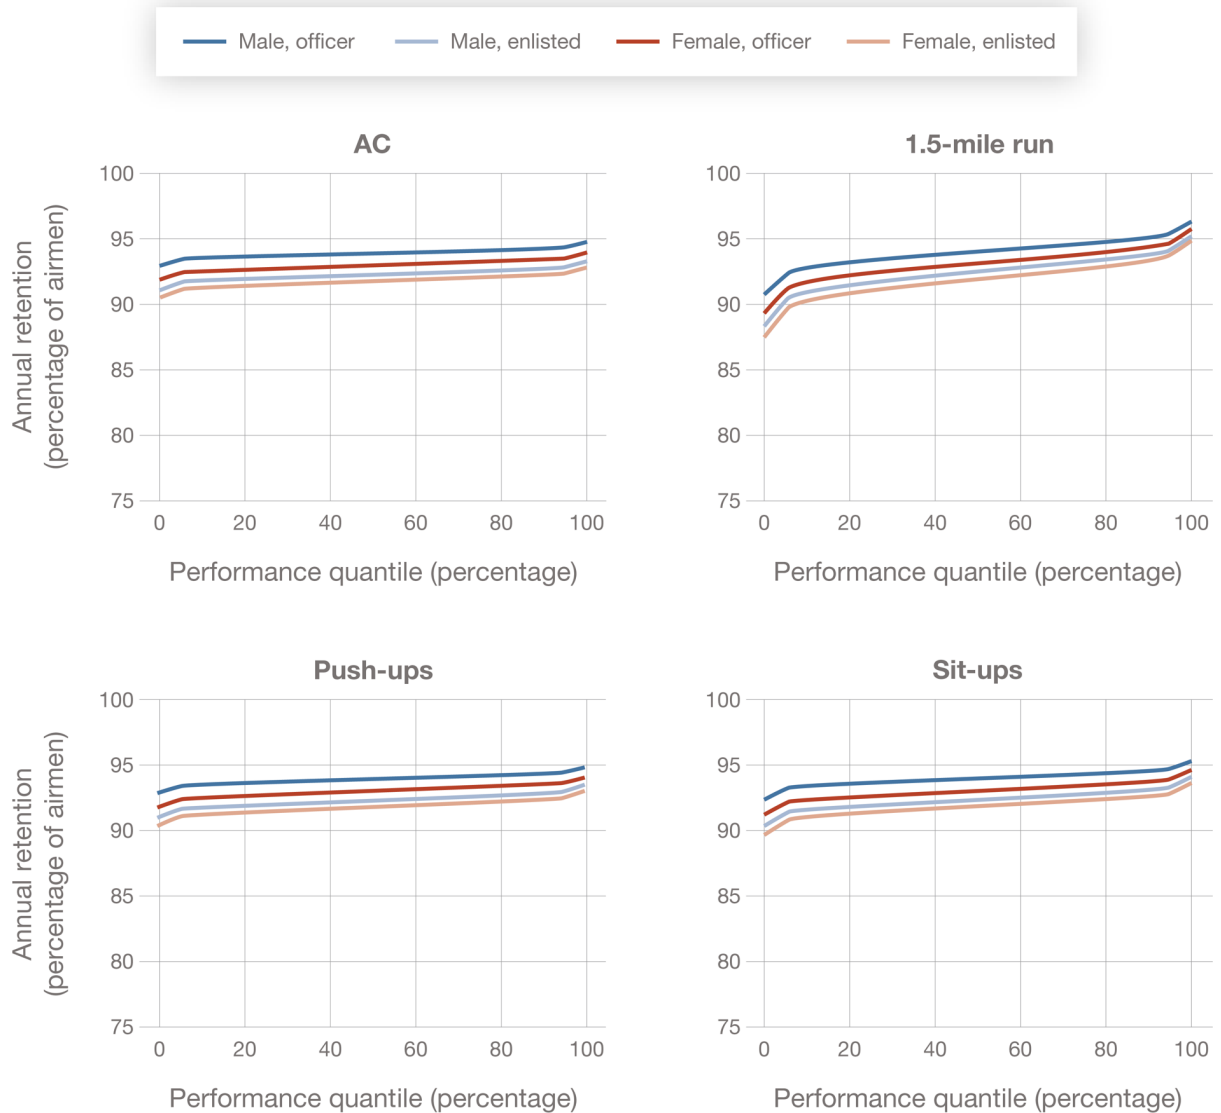 Male, officer Male, enlisted Female, officer Female, enlisted
AC
100
95
90
85
80
75
0 20 40 60 80 100
Annual retention
(percentage of airmen)
Performance quantile (percentage)
1.5-mile run
100
95
90
85
80
75
0 20 40 60 80 100
Performance quantile (percentage)
Push-ups
100
95
90
85
80
75
0 20 40 60 80 100
Annual retention
(percentage of airmen)
Performance quantile (percentage)
Sit-ups
100
95
90
85
80
75
0 20 40 60 80 100
Performance quantile (percentage)